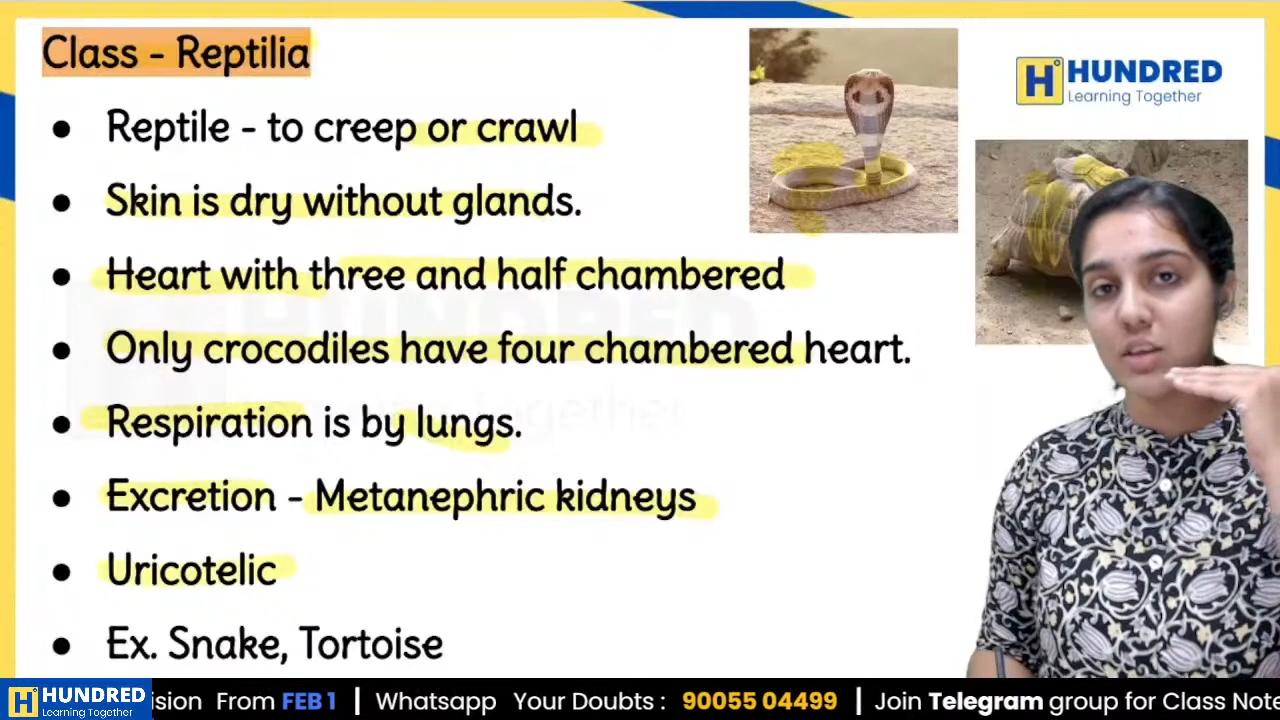 Class - Reptilia
H° HUNDRED
Learning Together
● Reptile - to creep or crawl
● Skin is dry without glands.
● Heart with three and half chambered
● Only crocodiles have four chambered heart.
● Respiration is by lungs.
● Excretion - Metanephric kidneys
● Uricotelic
● Ex. Snake, Tortoise
H° HUNDRED
Learning Together
ision From FEB 1 | Whatsapp Your Doubts : 90055 04499 | Join Telegram group for Class Note